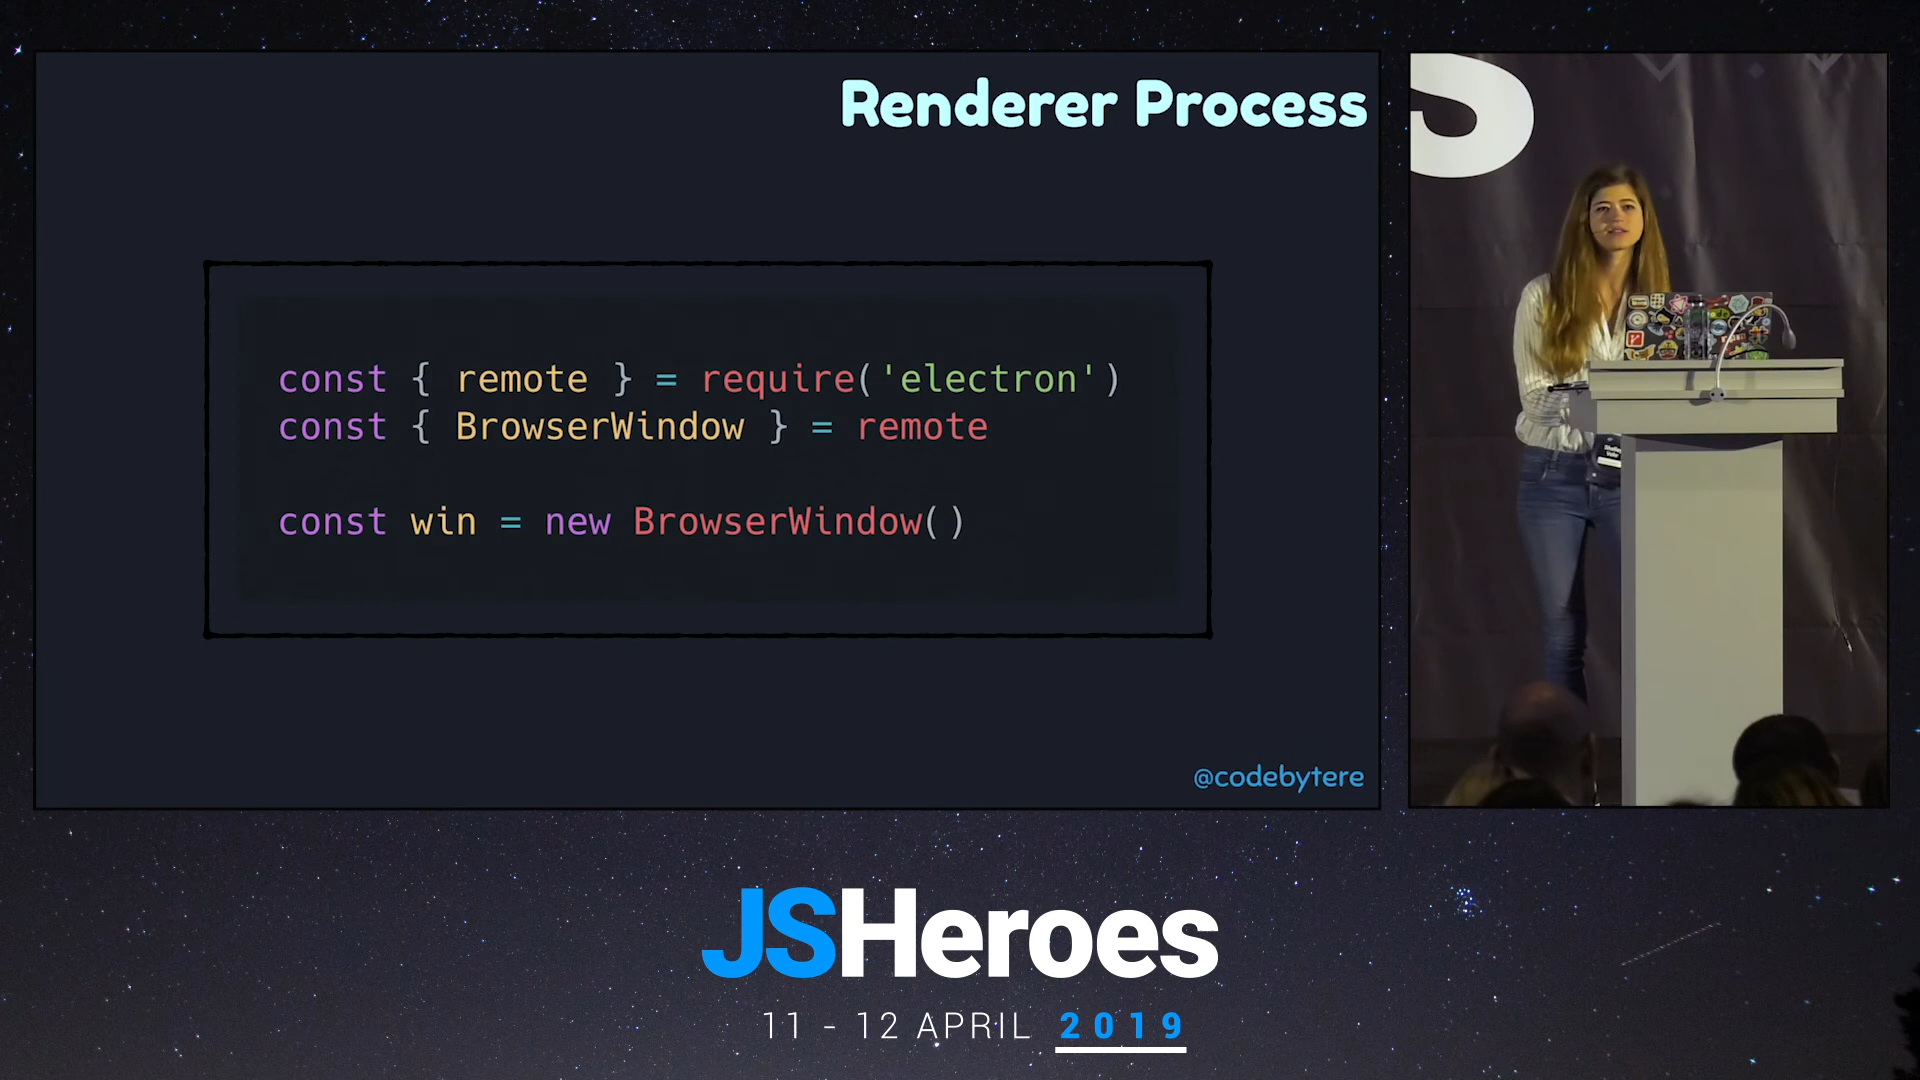 Renderer Process
const { remote } = require('electron')
const { BrowserWindow } = remote
const win = new BrowserWindow()
@codebytere
S
JSHeroes
11 - 12 APRIL 2019